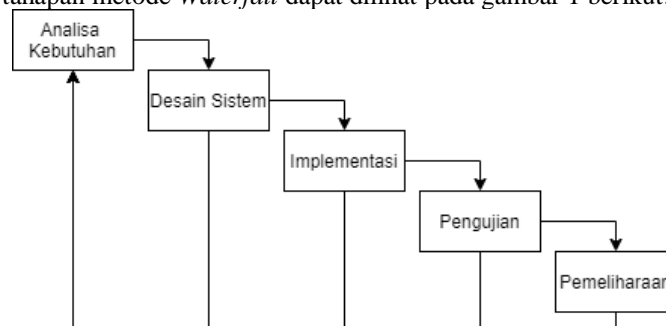 tahapan metode Waterfall dapat dilihat pada gambar 1 berikut.
Analisa
Kebutuhan
Desain Sistem
Implementasi
Pengujian
Pemeliharaan